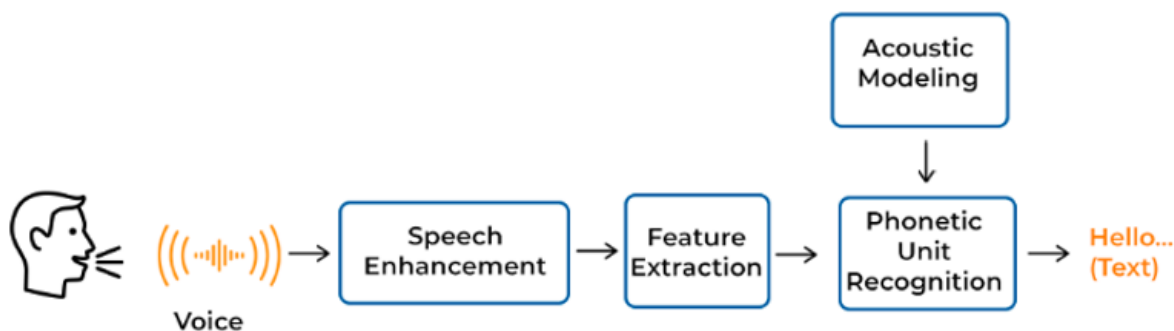 Acoustic
Modeling
Voice
Speech
Enhancement
Feature
Extraction
Phonetic
Unit
Recognition
Hello...
(Text)